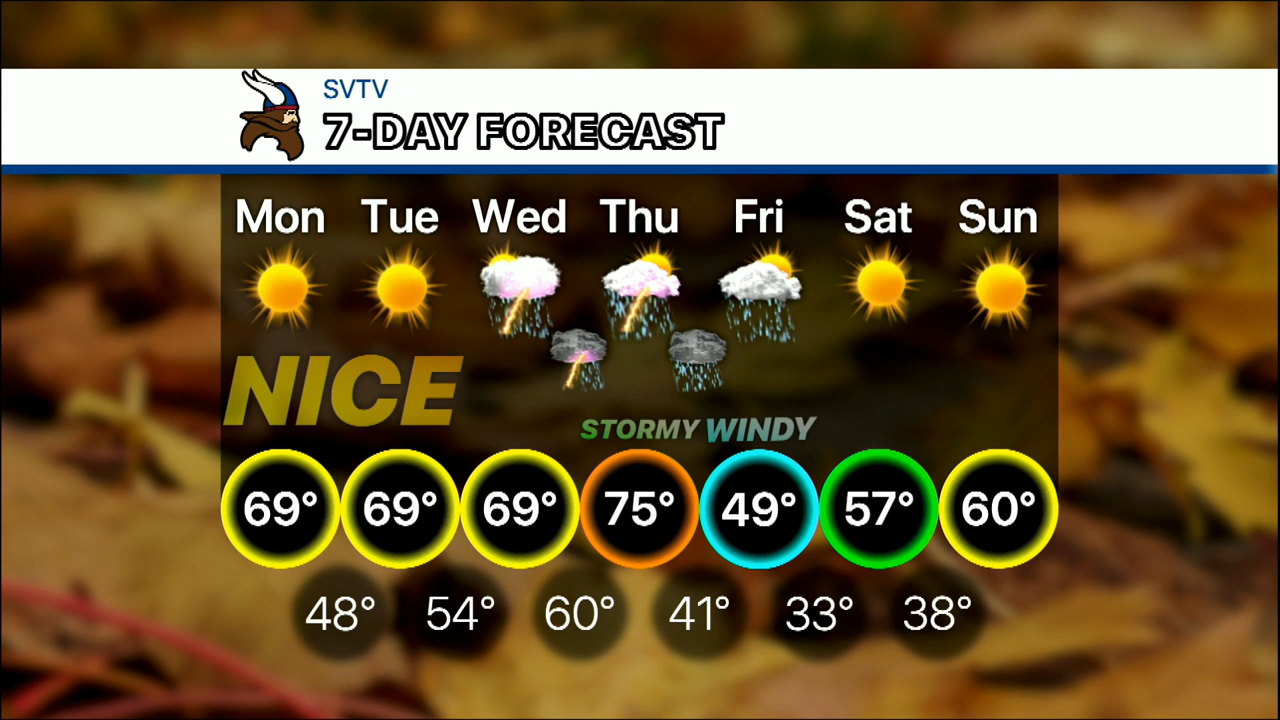 SVTV
7-DAY FORECAST
Mon Tue Wed Thu Fri Sat Sun
NICE
STORMY WINDY
69° 69° 69° 75° 49° 57° 60°
48° 54° 60° 41° 33° 38°